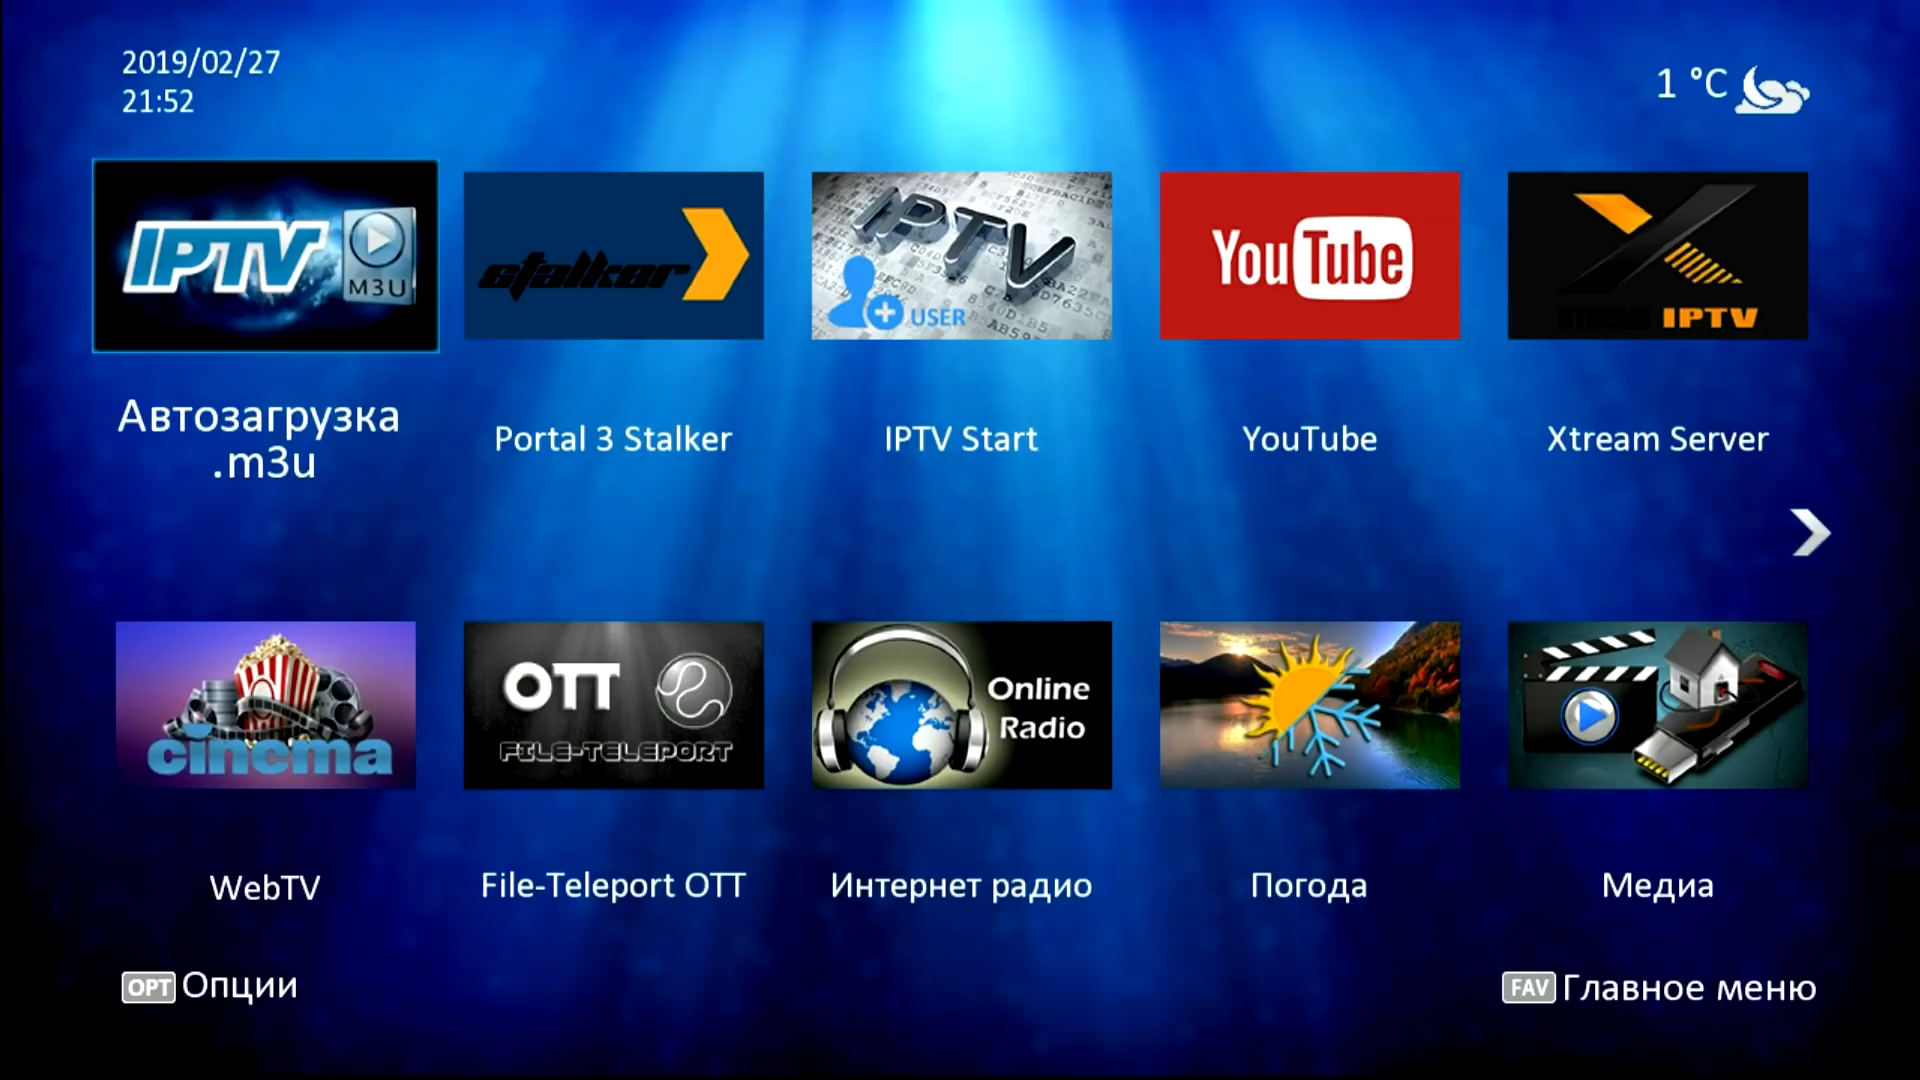 2019/02/27
21:52
1 °C
IPTV
M3U
stalker
IPTV
USER
YouTube
XTREAM IPTV
Автозагрузка
.m3u
Portal 3 Stalker
IPTV Start
YouTube
Xtream Server
cinema
OTT
FILE-TELEPORT
Online
Radio
WebTV
File-Teleport OTT
Интернет радио
Погода
Медиа
OPT Опции
FAV Главное меню